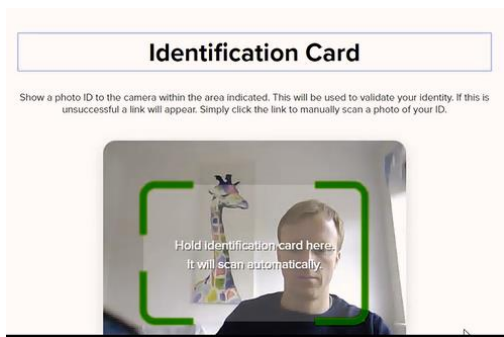 Identification Card
Show a photo ID to the camera within the area indicated. This will be used to validate your identity. If this is
unsuccessful a link will appear. Simply click the link to manually scan a photo of your ID.
Hold identification card here.
It will scan automatically.